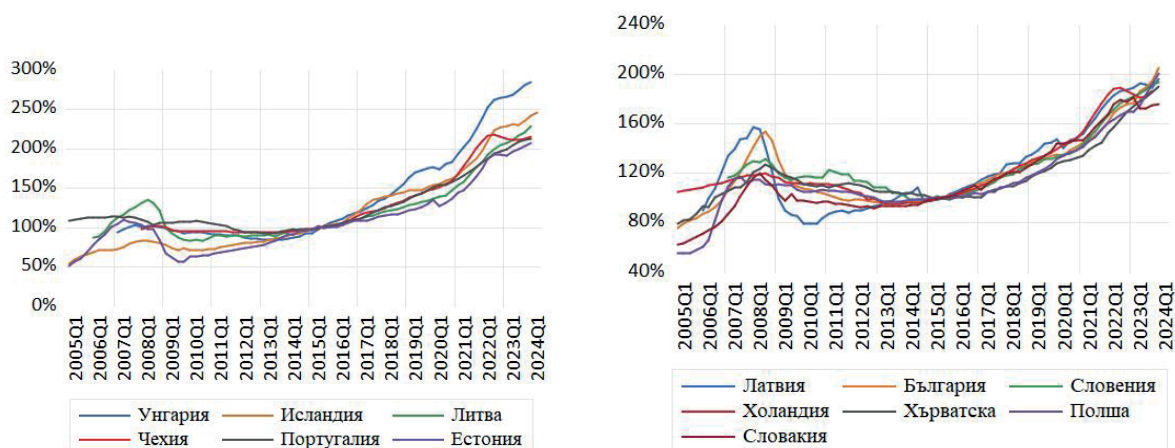 300%
250%
200%
150%
100%
50%
0%
2005Q1
2006Q1
2007Q1
2008Q1
2009Q1
2010Q1
2011Q1
2012Q1
2013Q1
2014Q1
2015Q1
2016Q1
2017Q1
2018Q1
2019Q1
2020Q1
2021Q1
2022Q1
2023Q1
2024Q1
Унгария Исландия Литва
Чехия Португалия Естония
240%
200%
160%
120%
80%
40%
2005Q1
2006Q1
2007Q1
2008Q1
2009Q1
2010Q1
2011Q1
2012Q1
2013Q1
2014Q1
2015Q1
2016Q1
2017Q1
2018Q1
2019Q1
2020Q1
2021Q1
2022Q1
2023Q1
2024Q1
Латвия България Словения
Холандия Хърватска Полша
Словакия